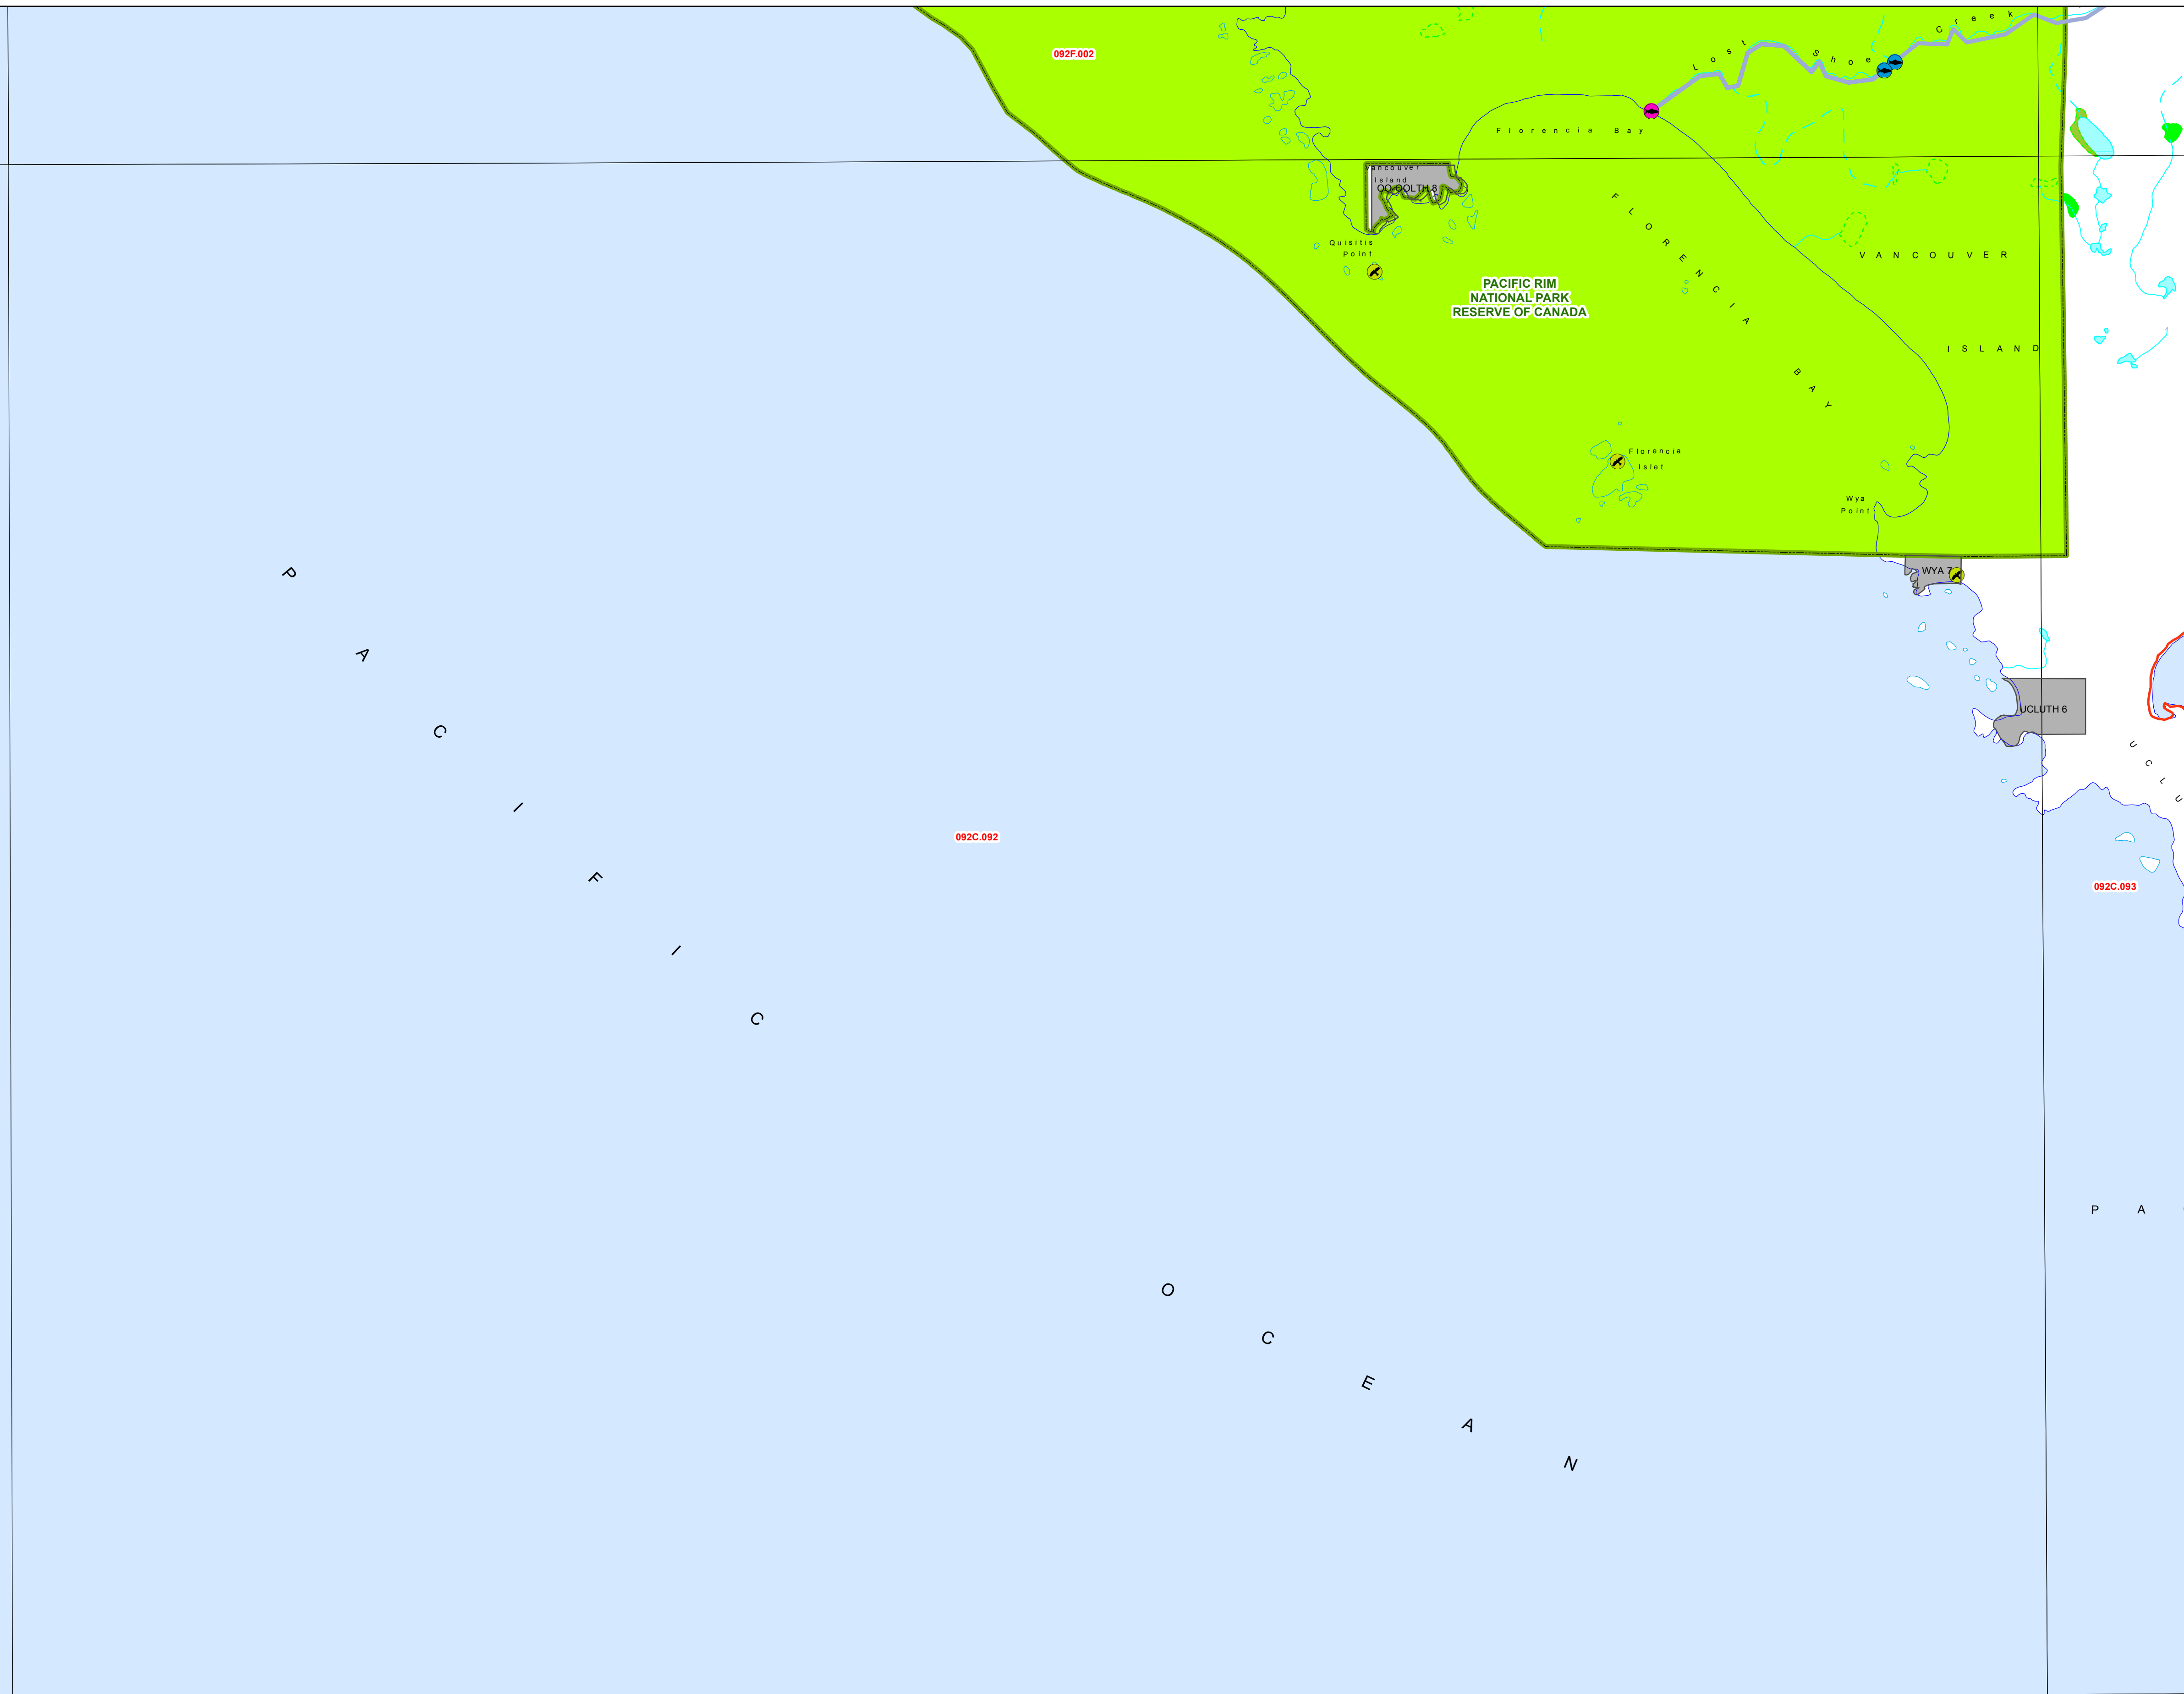 Lost Shoe Creek
092F.002
Florencia Bay
Vancouver
Island
OO-OOLTH 8
FLORENCIA BAY
Quisitis
Point
VANCOUVER
ISLAND
PACIFIC RIM
NATIONAL PARK
RESERVE OF CANADA
Florencia
Islet
Wya
Point
WYA 7
UCLUTH 6
UCLU
PACIFIC
092C.092
092C.093
PA
OCEAN